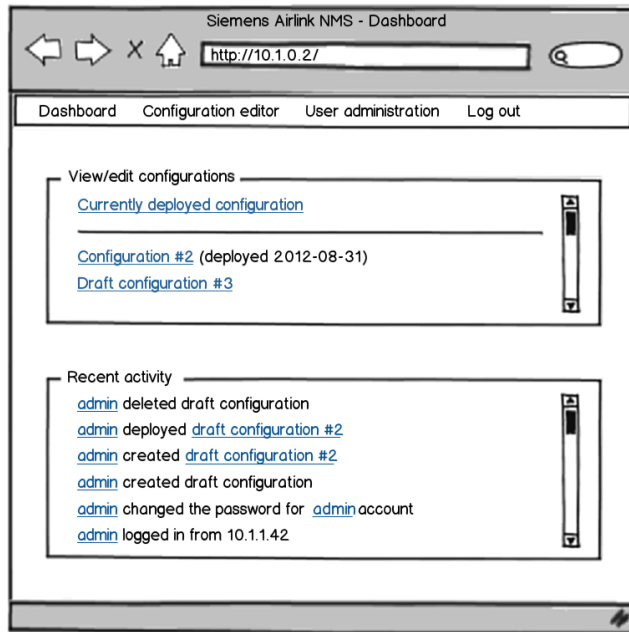 Siemens Airlink NMS - Dashboard
http://10.1.0.2/
Dashboard Configuration editor User administration Log out
View/edit configurations
Currently deployed configuration
Configuration #2 (deployed 2012-08-31)
Draft configuration #3
Recent activity
admin deleted draft configuration
admin deployed draft configuration #2
admin created draft configuration #2
admin created draft configuration
admin changed the password for admin account
admin logged in from 10.1.1.42